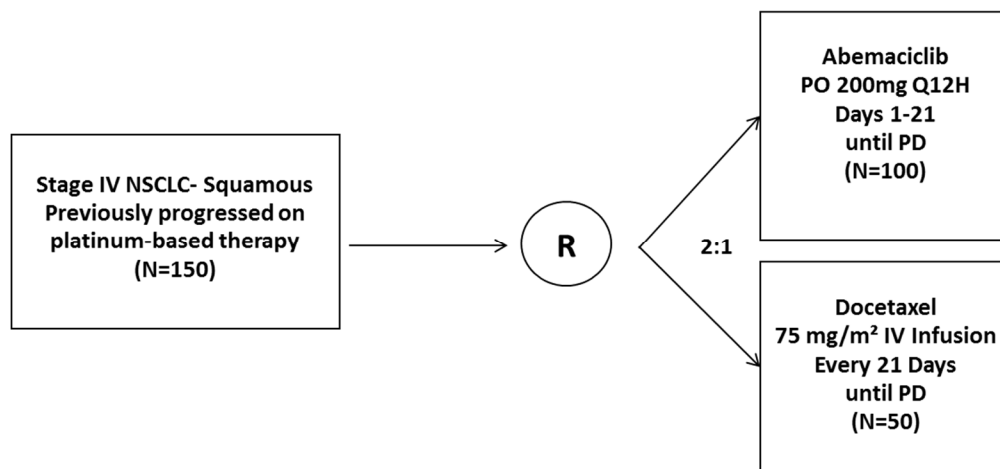 Stage IV NSCLC- Squamous
Previously progressed on
platinum-based therapy
(N=150)
R
2:1
Abemaciclib
PO 200mg Q12H
Days 1-21
until PD
(N=100)
Docetaxel
75 mg/m² IV Infusion
Every 21 Days
until PD
(N=50)